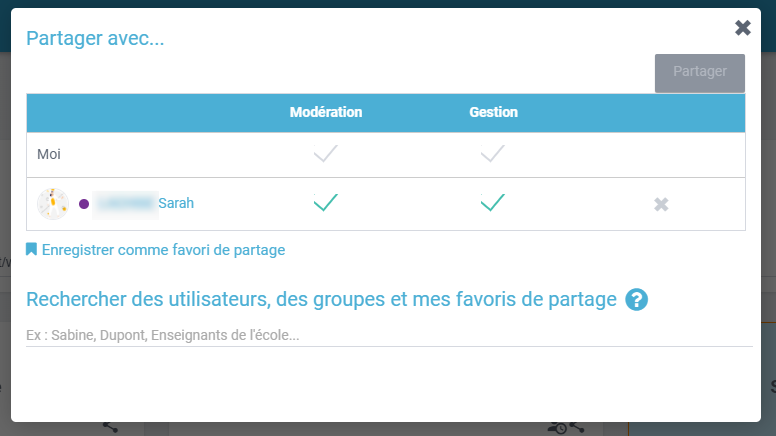 Partager avec...
Partager
Modération Gestion
Moi
Sarah
Enregistrer comme favori de partage
Rechercher des utilisateurs, des groupes et mes favoris de partage ?
Ex : Sabine, Dupont, Enseignants de l'école...